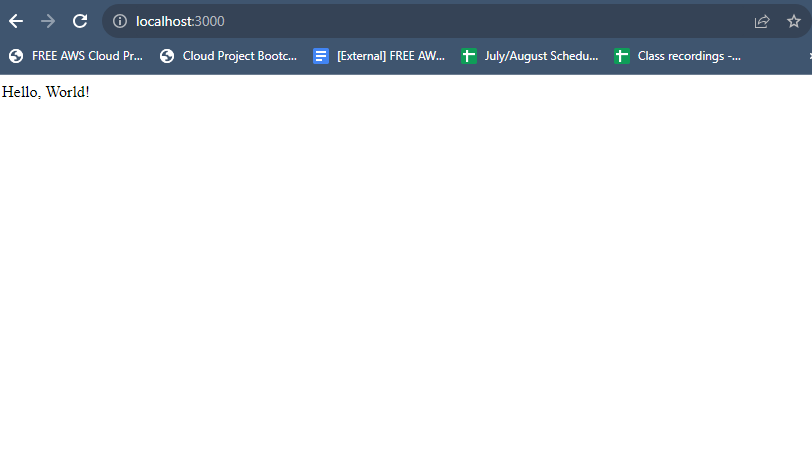 localhost:3000
FREE AWS Cloud Pr... Cloud Project Bootc... [External] FREE AW... July/August Schedu... Class recordings -...
Hello, World!